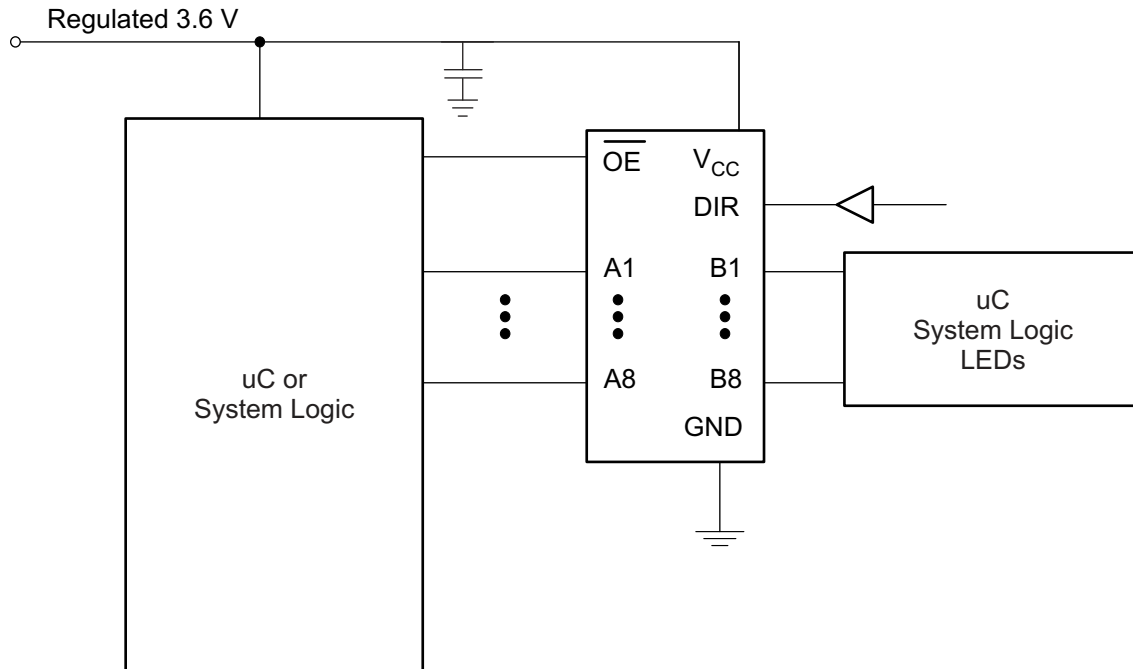 Regulated 3.6 V
OE VCC
DIR
A1 B1
uC
System Logic
LEDs
uC or
System Logic
A8 B8
GND